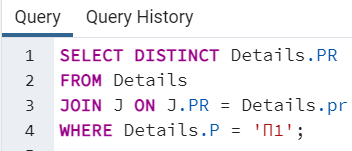 Query Query History
1 SELECT DISTINCT Details.PR
2 FROM Details
3 JOIN J ON J.PR = Details.pr
4 WHERE Details.P = 'П1';